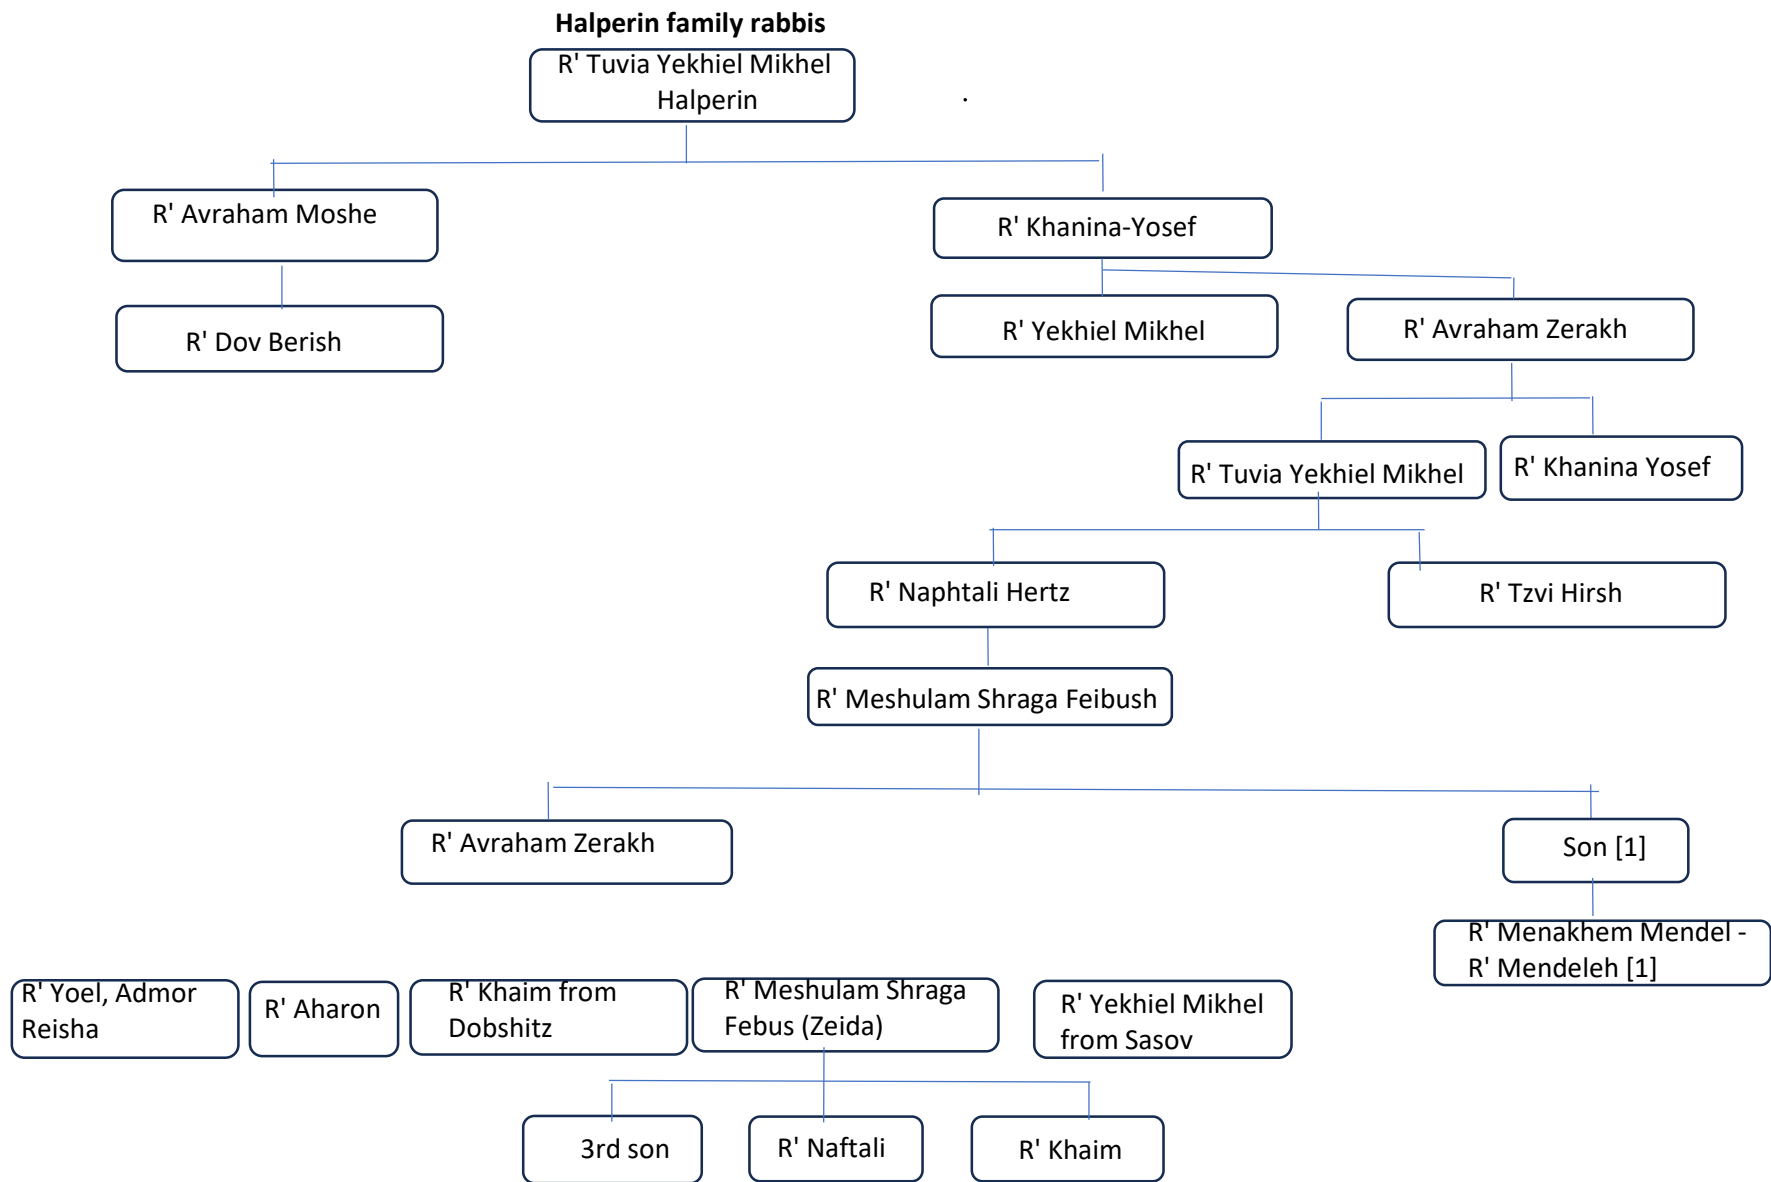 Halperin family rabbis
R' Tuvia Yekhiel Mikhel
Halperin
.
R' Avraham Moshe
R' Khanina-Yosef
R' Dov Berish
R' Yekhiel Mikhel
R' Avraham Zerakh
R' Tuvia Yekhiel Mikhel
R' Khanina Yosef
R' Naphtali Hertz
R' Tzvi Hirsh
R' Meshulam Shraga Feibush
R' Avraham Zerakh
Son [1]
R' Menakhem Mendel -
R' Mendeleh [1]
R' Yoel, Admor
Reisha
R' Aharon
R' Khaim from
Dobshitz
R' Meshulam Shraga
Febus (Zeida)
R' Yekhiel Mikhel
from Sasov
3rd son
R' Naftali
R' Khaim